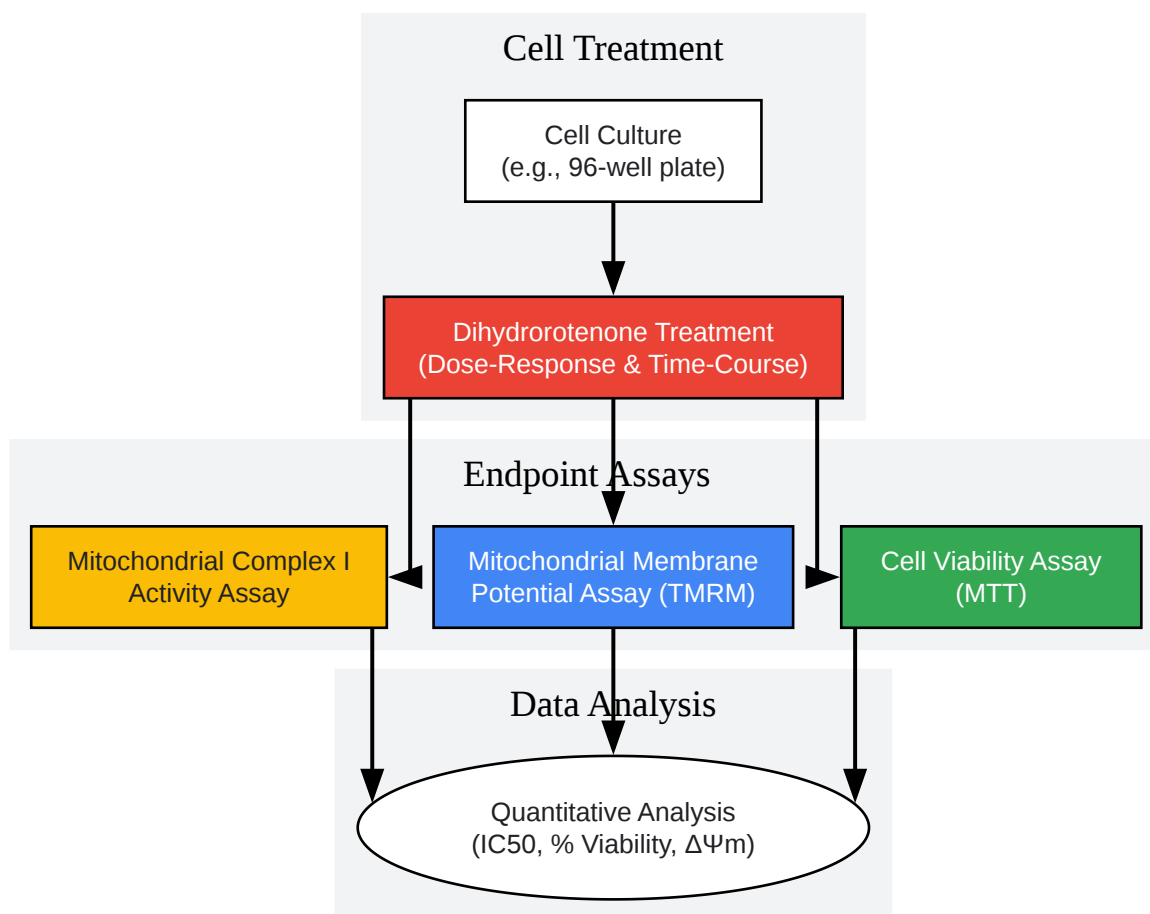 Cell Treatment
Cell Culture
(e.g., 96-well plate)
Dihydrorotenone Treatment
(Dose-Response & Time-Course)
Endpoint Assays
Mitochondrial Complex I
Activity Assay
Mitochondrial Membrane
Potential Assay (TMRM)
Cell Viability Assay
(MTT)
Data Analysis
Quantitative Analysis
(IC50, % Viability, ΔΨm)